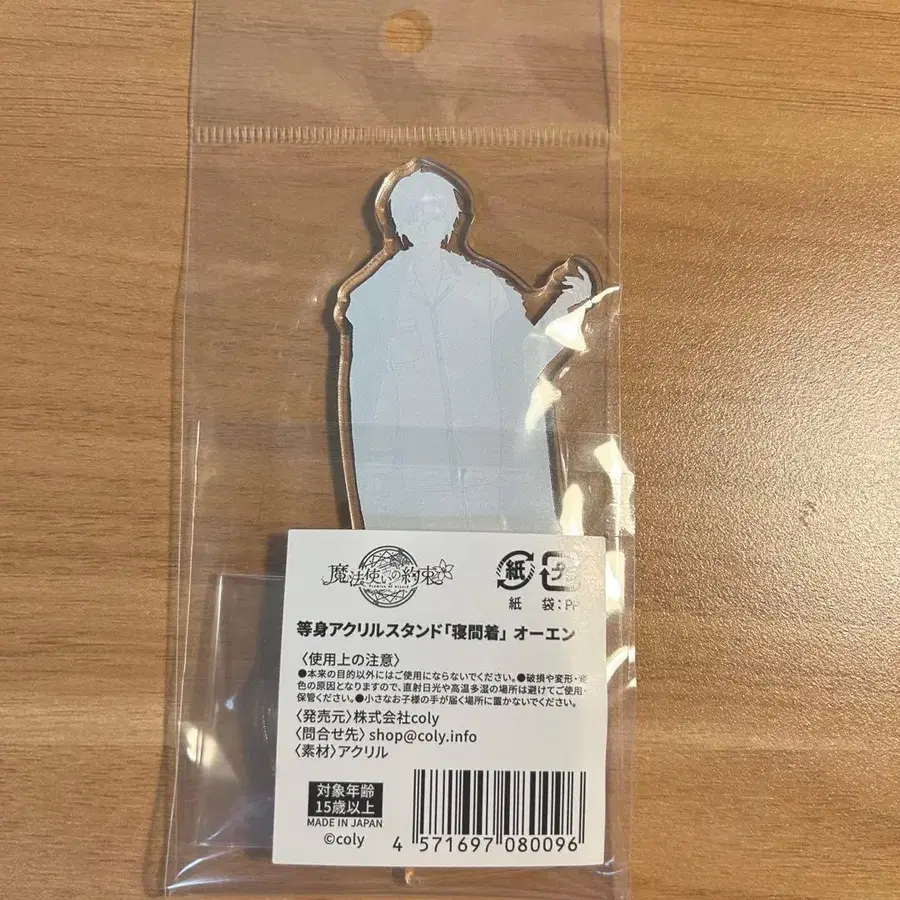 魔法使いの約束
Promise of wizard
紙
プ
紙 袋：PP
等身アクリルスタンド「寝間着」 オーエン
〈使用上の注意〉
●本来の目的以外にはご使用にならないでください。●破損や変形・変
色の原因となりますので、直射日光や高温多湿の場所は避けてご使用・
保管ください。●小さなお子様の手が届く場所に置かないでください。
〈発売元〉株式会社coly
〈問合せ先〉shop@coly.info
〈素材〉アクリル
対象年齢
15歳以上
MADE IN JAPAN
©coly
4 571697 080096